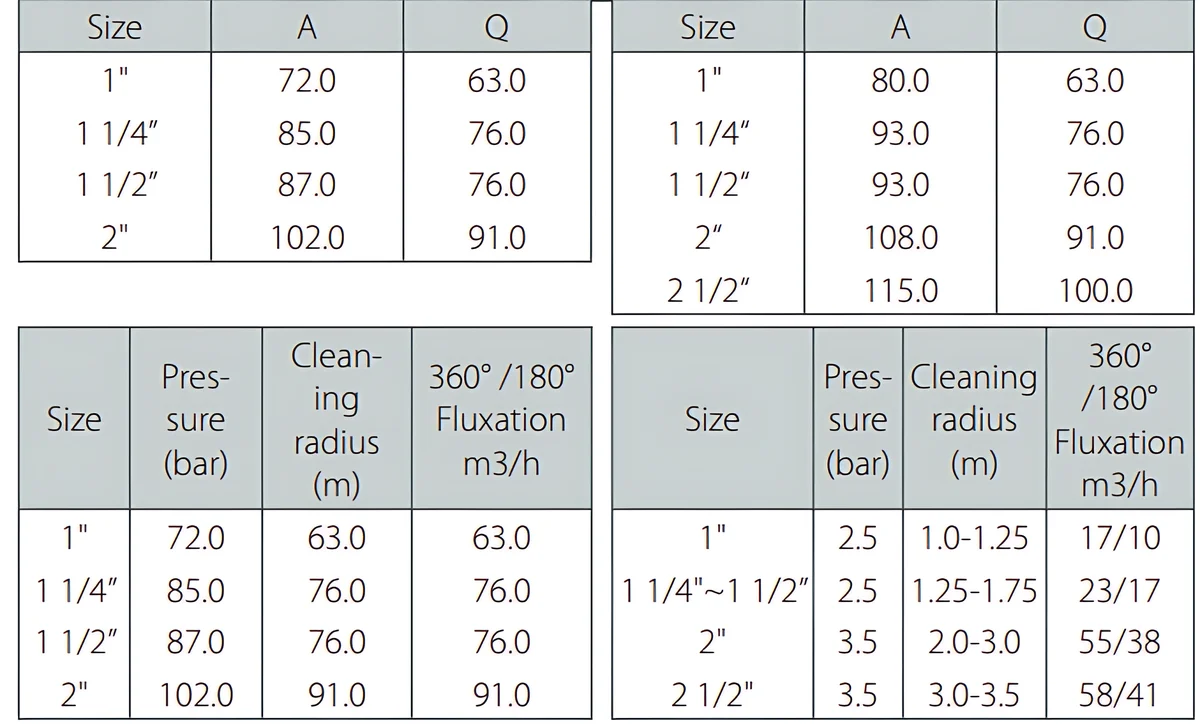 Size A Q
1" 72.0 63.0
1 1/4” 85.0 76.0
1 1/2” 87.0 76.0
2" 102.0 91.0
Size A Q
1" 80.0 63.0
1 1/4“ 93.0 76.0
1 1/2“ 93.0 76.0
2“ 108.0 91.0
2 1/2“ 115.0 100.0
Size
Pres-
sure
(bar)
Clean-
ing
radius
(m)
360° /180°
Fluxation
m3/h
1" 72.0 63.0 63.0
1 1/4” 85.0 76.0 76.0
1 1/2” 87.0 76.0 76.0
2" 102.0 91.0 91.0
Size
Pres-
sure
(bar)
Cleaning
radius
(m)
360°
/180°
Fluxation
m3/h
1" 2.5 1.0-1.25 17/10
1 1/4"~1 1/2” 2.5 1.25-1.75 23/17
2" 3.5 2.0-3.0 55/38
2 1/2" 3.5 3.0-3.5 58/41